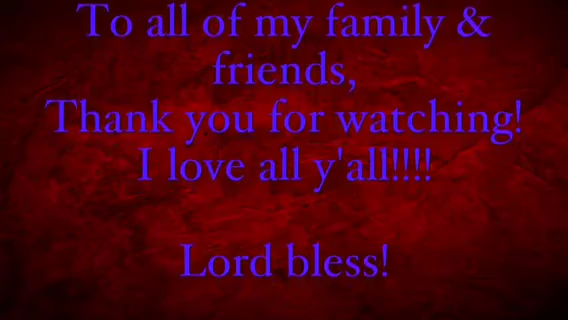 To all of my family &
friends,
Thank you for watching!
I love all y'all!!!!
Lord bless!